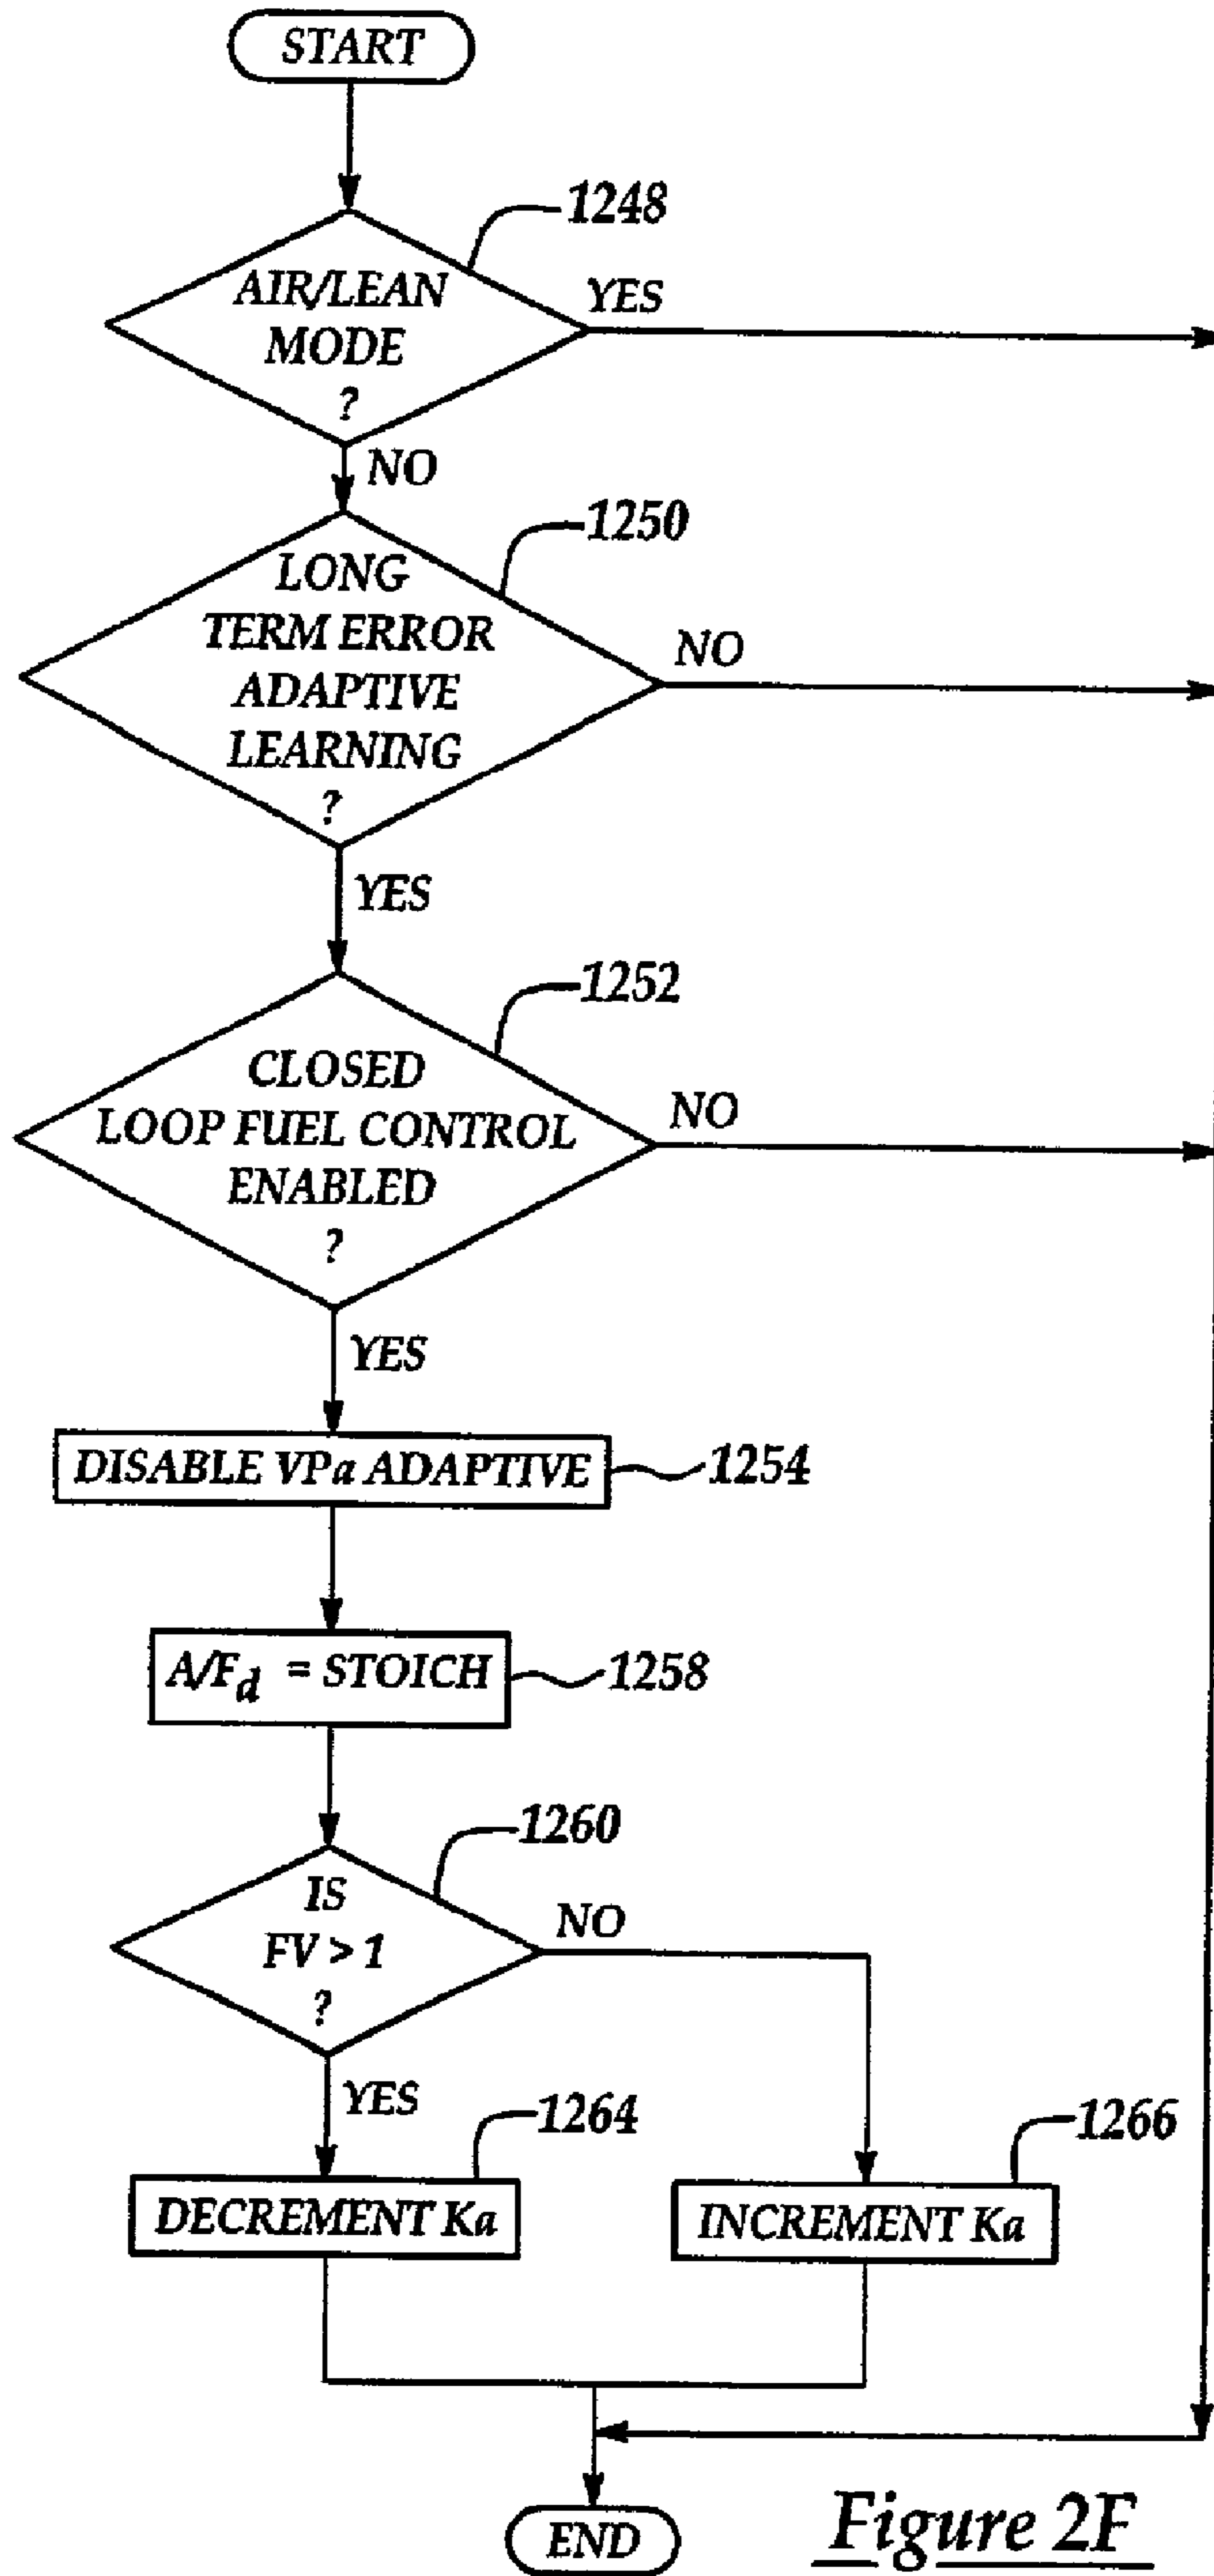 START
1248
AIR/LEAN
MODE
?
YES
NO
1250
LONG
TERM ERROR
ADAPTIVE
LEARNING
?
NO
YES
1252
CLOSED
LOOP FUEL CONTROL
ENABLED
?
NO
YES
DISABLE VPa ADAPTIVE
1254
A/Fd = STOICH
1258
1260
IS
FV > 1
?
NO
YES
1264
1266
DECREMENT Ka
INCREMENT Ka
END
Figure 2F